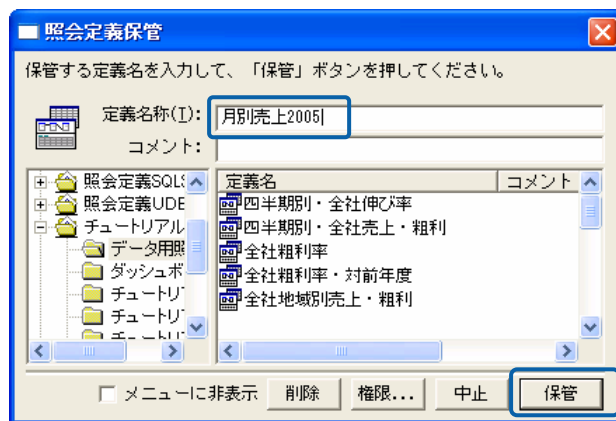 照会定義保管
保管する定義名を入力して、「保管」ボタンを押してください。
定義名称(T): 月別売上2005
コメント:
照会定義SQLS
照会定義UDE
チュートリアル
データ用照
ダッシュボ
チュートリ
チュートリ
チュートリ
定義名 コメント
四半期別・全社伸び率
四半期別・全社売上・粗利
全社粗利率
全社粗利率・対前年度
全社地域別売上・粗利
メニューに非表示 削除 権限... 中止 保管